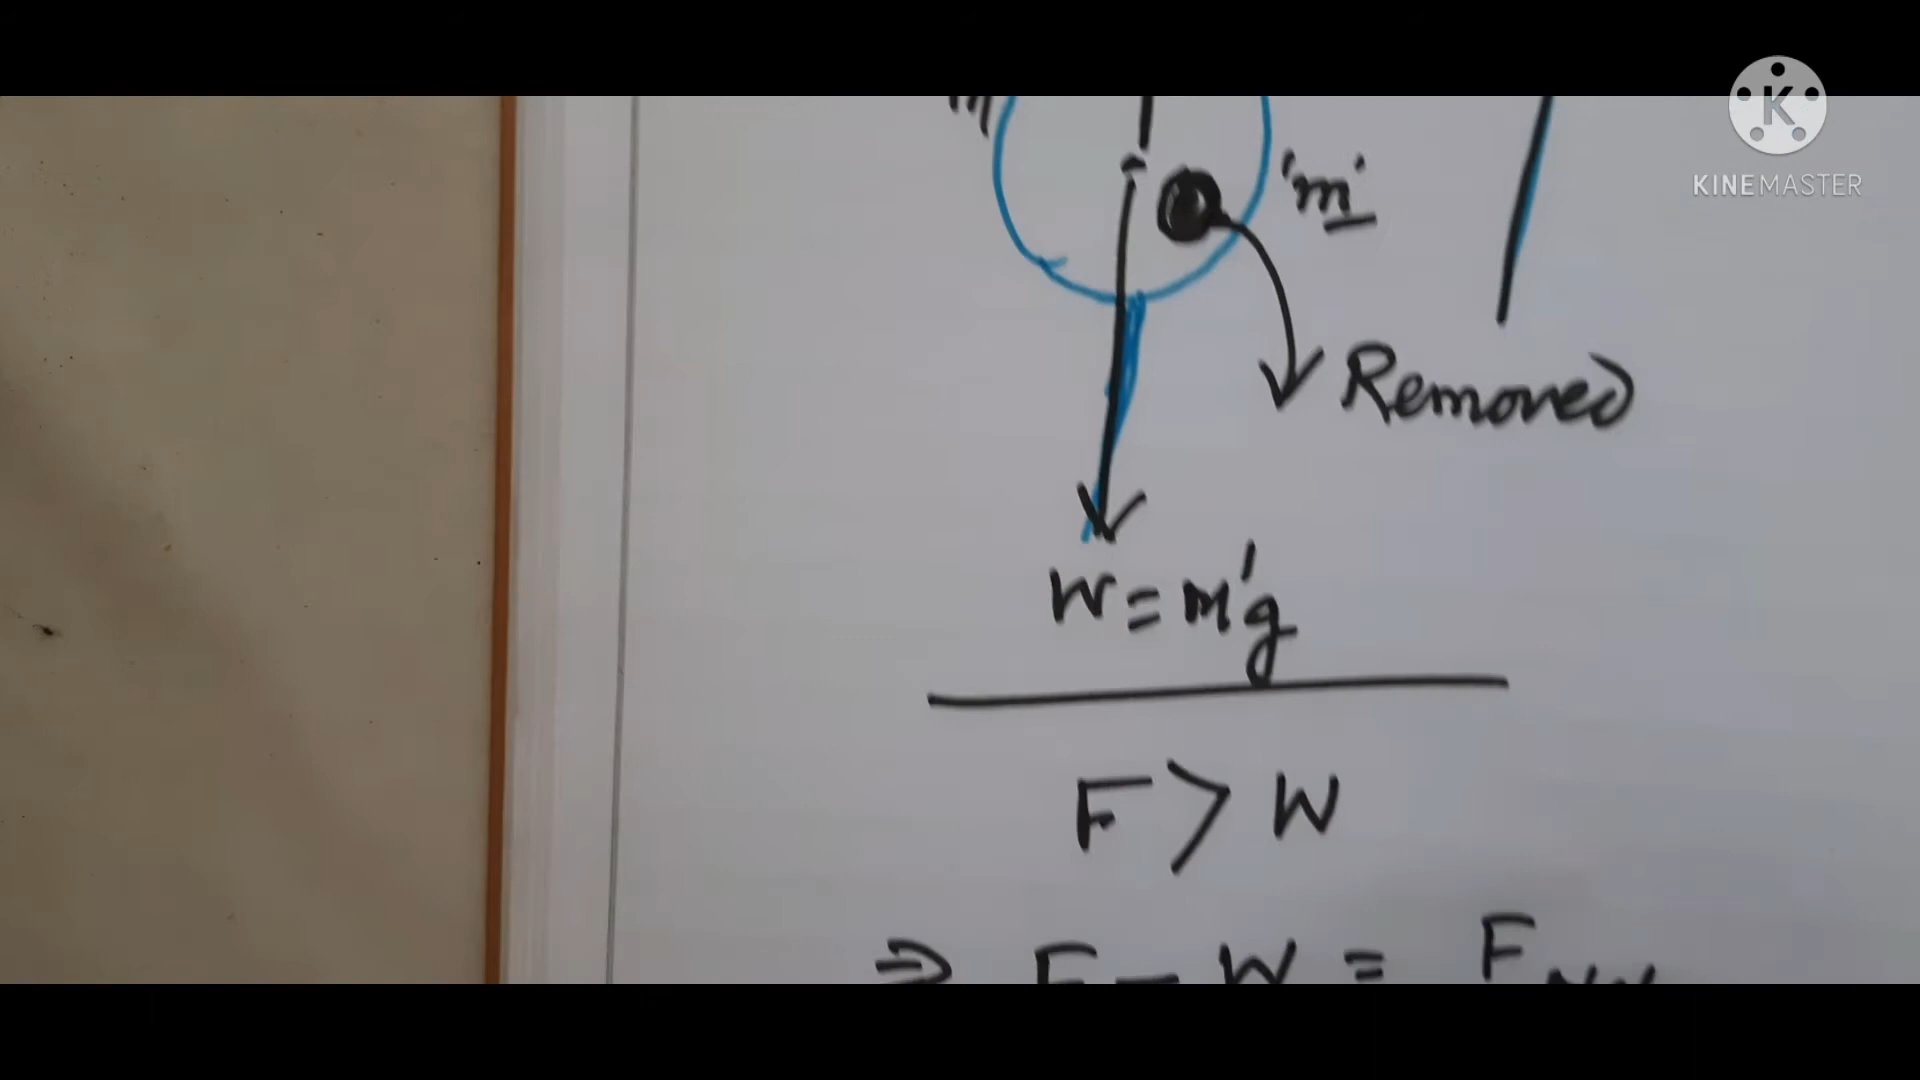 KINEMASTER
'm'
Removed
W = m'g
F > W
⇒ F - W = F